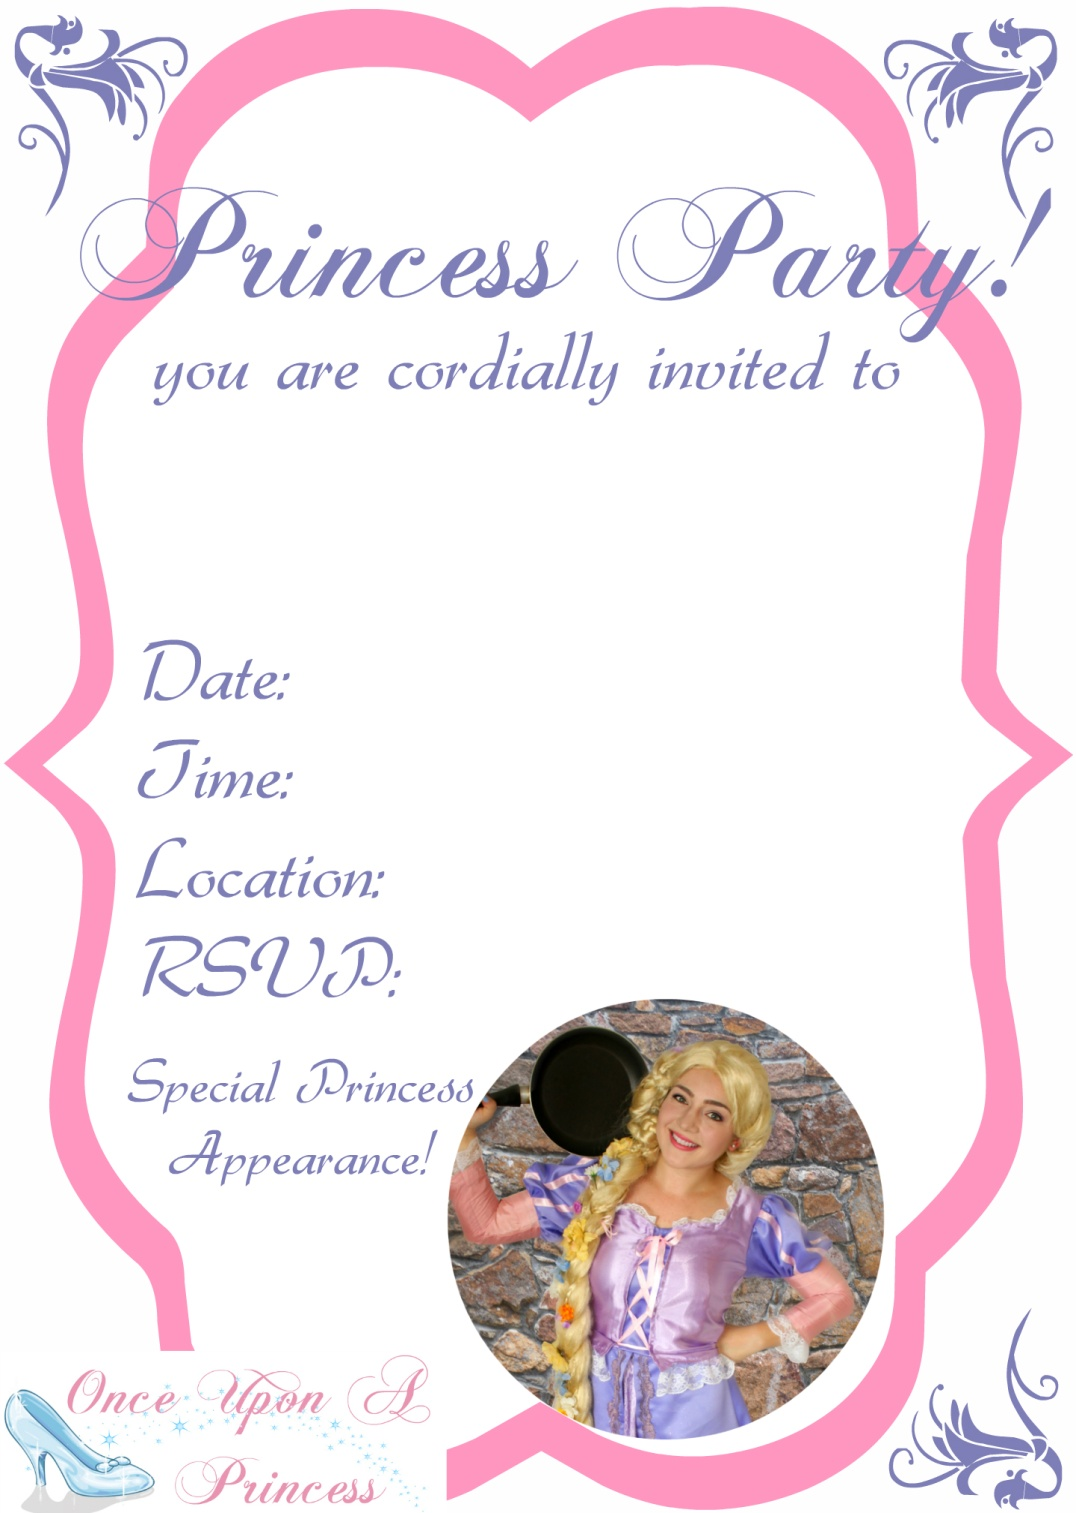 Princess Party!
you are cordially invited to
Date:
Time:
Location:
RSVP:
Special Princess
Appearance!
Once Upon A
Princess